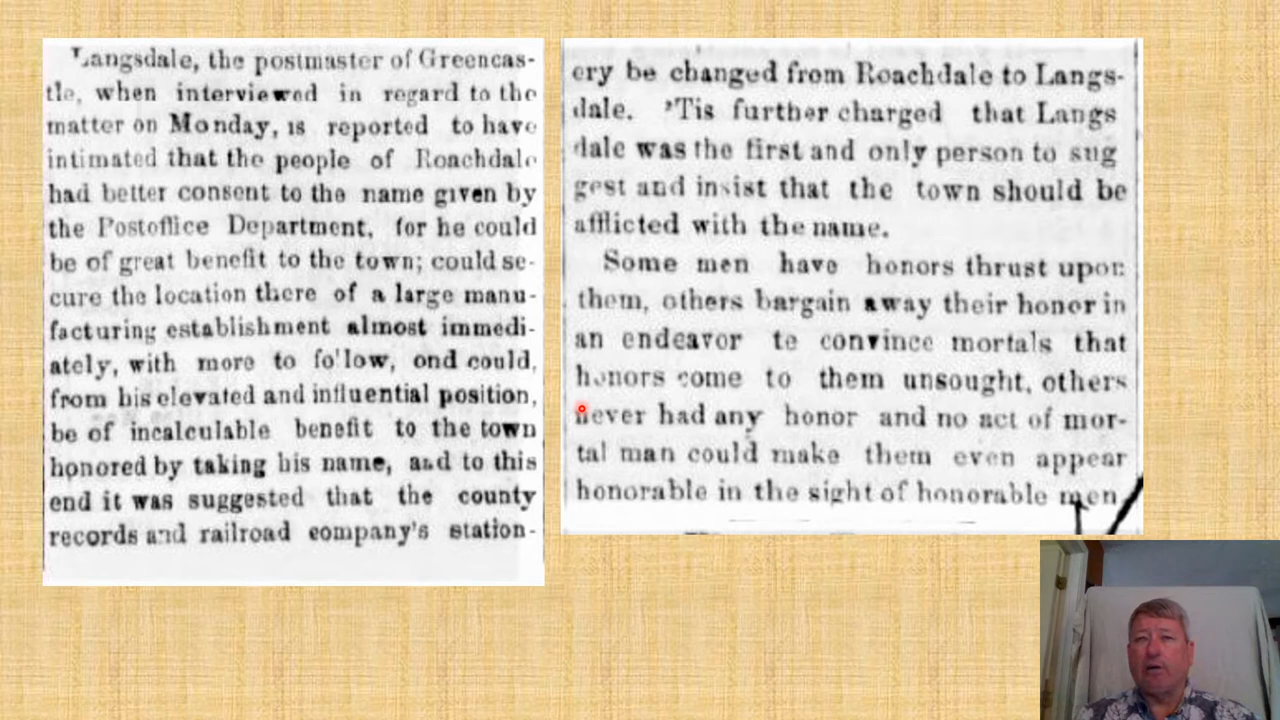 Langsdale, the postmaster of Greencas-
tle, when interviewed in regard to the
matter on Monday, is reported to have
intimated that the people of Roachdale
had better consent to the name given by
the Postoffice Department, for he could
be of great benefit to the town; could se-
cure the location there of a large manu-
facturing establishment almost immedi-
ately, with more to fo'low, ond could,
from his elevated and influential position,
be of incalculable benefit to the town
honored by taking his name, and to this
end it was suggested that the county
records and railroad company's station-
ery be changed from Roachdale to Langs-
dale. 'Tis further charged that Langs
dale was the first and only person to sug
gest and insist that the town should be
afflicted with the name.
Some men have honors thrust upon
them, others bargain away their honor in
an endeavor te convince mortals that
honors come to them unsought, others
never had any honor and no act of mor-
tal man could make them even appear
honorable in the sight of honorable men.